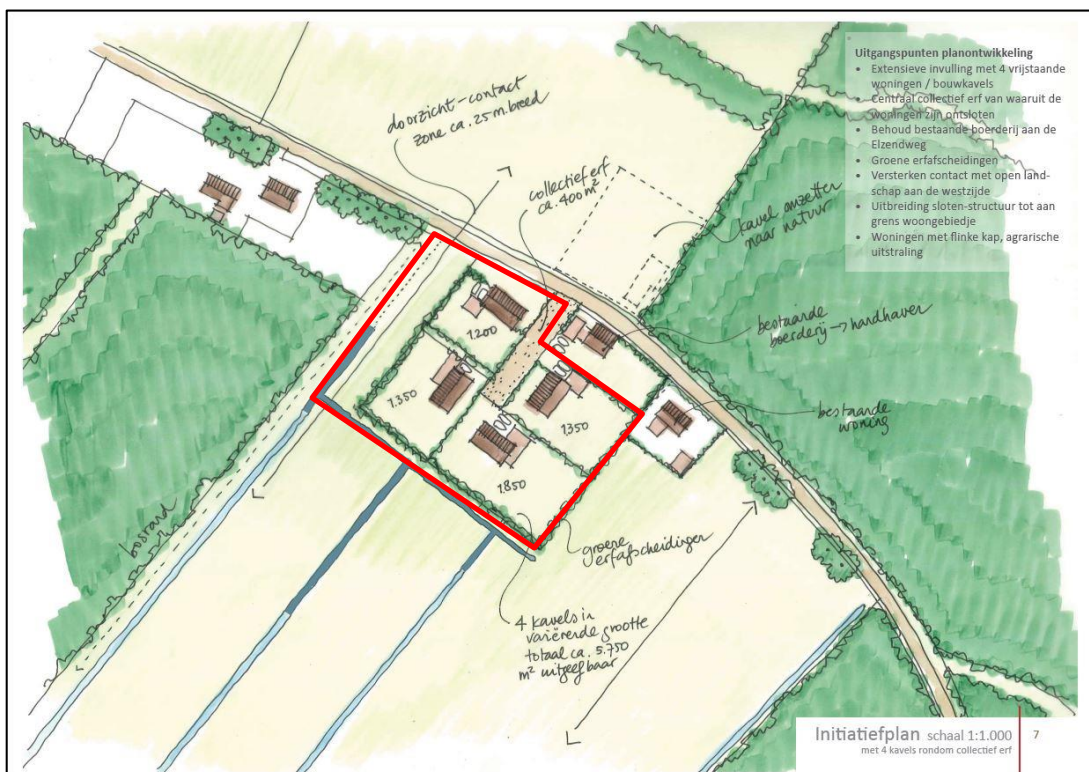 Uitgangspunten planontwikkeling
• Extensieve invulling met 4 vrijstaande
woningen / bouwkavels
• Centraal collectief erf van waaruit de
woningen zijn ontsloten
• Behoud bestaande boerderij aan de
Elzendweg
• Groene erfafscheidingen
• Versterken contact met open land-
schap aan de westzijde
• Uitbreiding sloten-structuur tot aan
grens woongebiedje
• Woningen met flinke kap, agrarische
uitstraling
doorzicht-contact
zone ca. 25 m. breed
collectief erf
ca. 400 m²
kavel omzetten
naar natuur
bestaande
boerderij → handhaven
bestaande
woning
1.200
1.350
1.350
1.850
bosrand
groene
erfafscheidingen
4 kavels in
variërende grootte
totaal ca. 5.750
m² uitgeefbaar
Initiatiefplan schaal 1:1.000
met 4 kavels rondom collectief erf
7